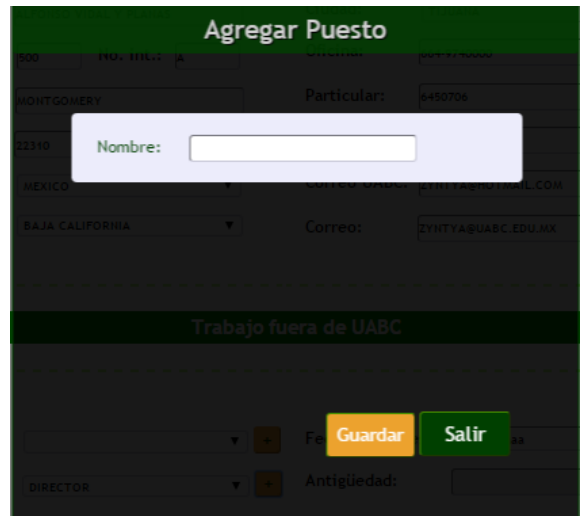 Agregar Puesto
500 No. Int.: A
MONTGOMERY Particular: 6450706
22310 Nombre:
MEXICO Correo UABC: ZYNTYA@HOTMAIL.COM
BAJA CALIFORNIA Correo: ZYNTYA@UABC.EDU.MX
Trabajo fuera de UABC
+ Guardar Salir aa
DIRECTOR + Antigüedad: